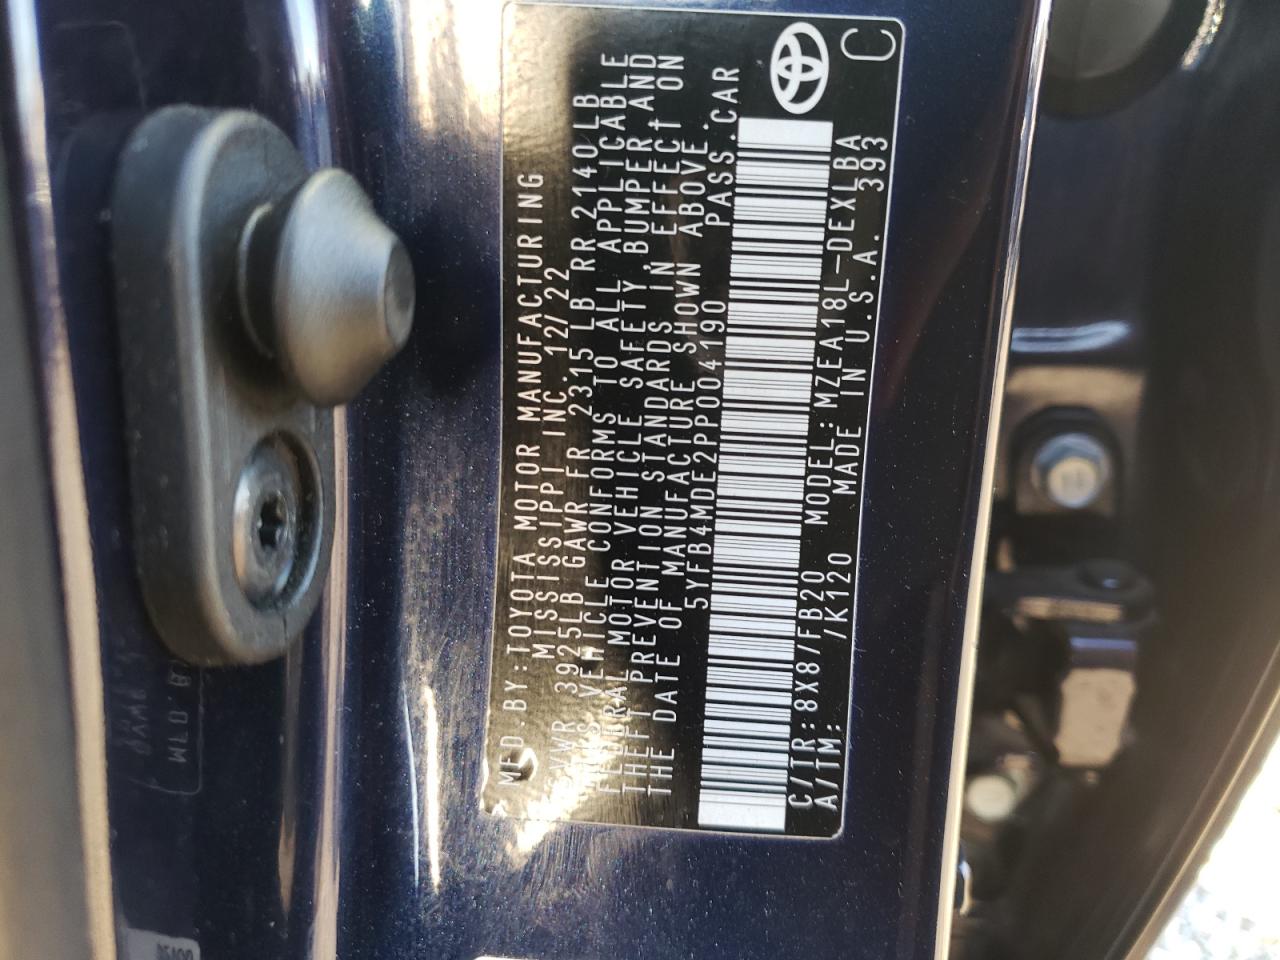 MFD.BY:TOYOTA MOTOR MANUFACTURING
MISSISSIPPI INC.12/22
GVWR 3925LB GAWR FR 2315 LB RR 2140LB
THIS VEHICLE CONFORMS TO ALL APPLICABLE
FEDERAL MOTOR VEHICLE SAFETY, BUMPER, AND
THEFT PREVENTION STANDARDS IN EFFECT ON
THE DATE OF MANUFACTURE SHOWN ABOVE.
5YFB4MDE2PP004190 PASS.CAR
C/TR:8X8/FB20 MODEL:MZEA18L-DEXLBA
A/TM: /K120 MADE IN U.S.A. 393
C
WLD